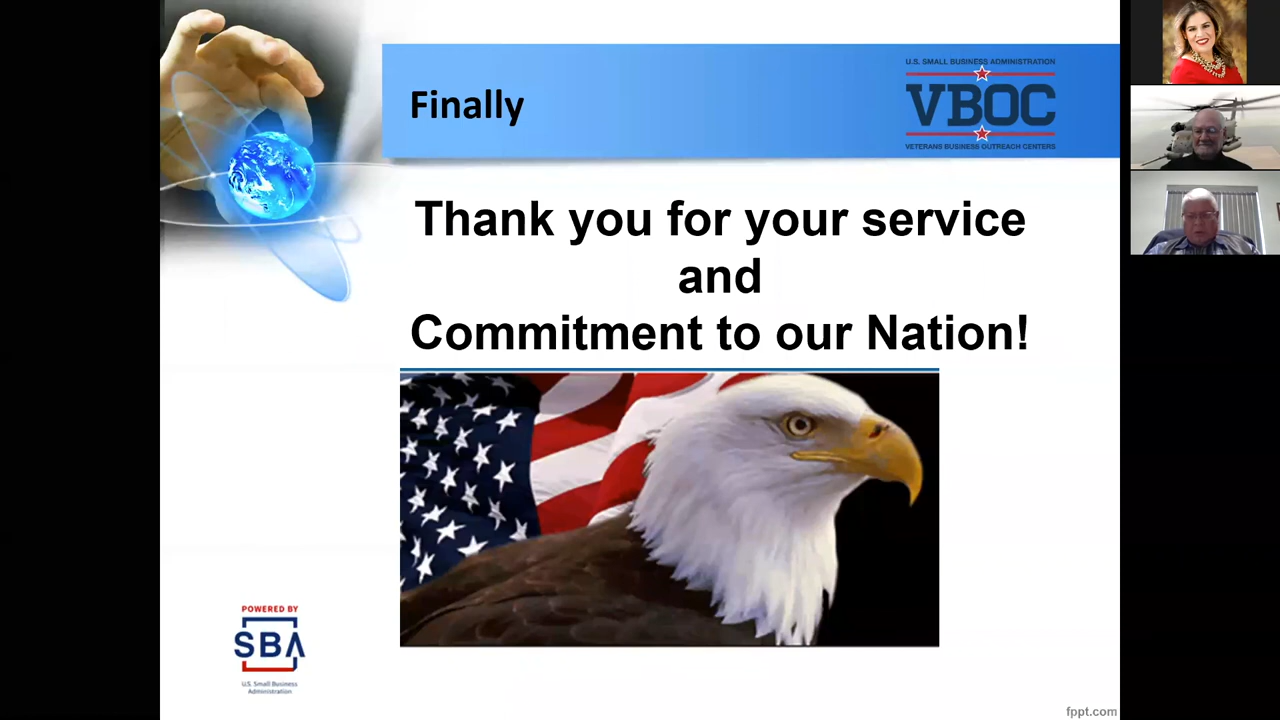 Finally
U.S. SMALL BUSINESS ADMINISTRATION
VBOC
VETERANS BUSINESS OUTREACH CENTERS
Thank you for your service
and
Commitment to our Nation!
POWERED BY
SBA
U.S. Small Business
Administration
fppt.com